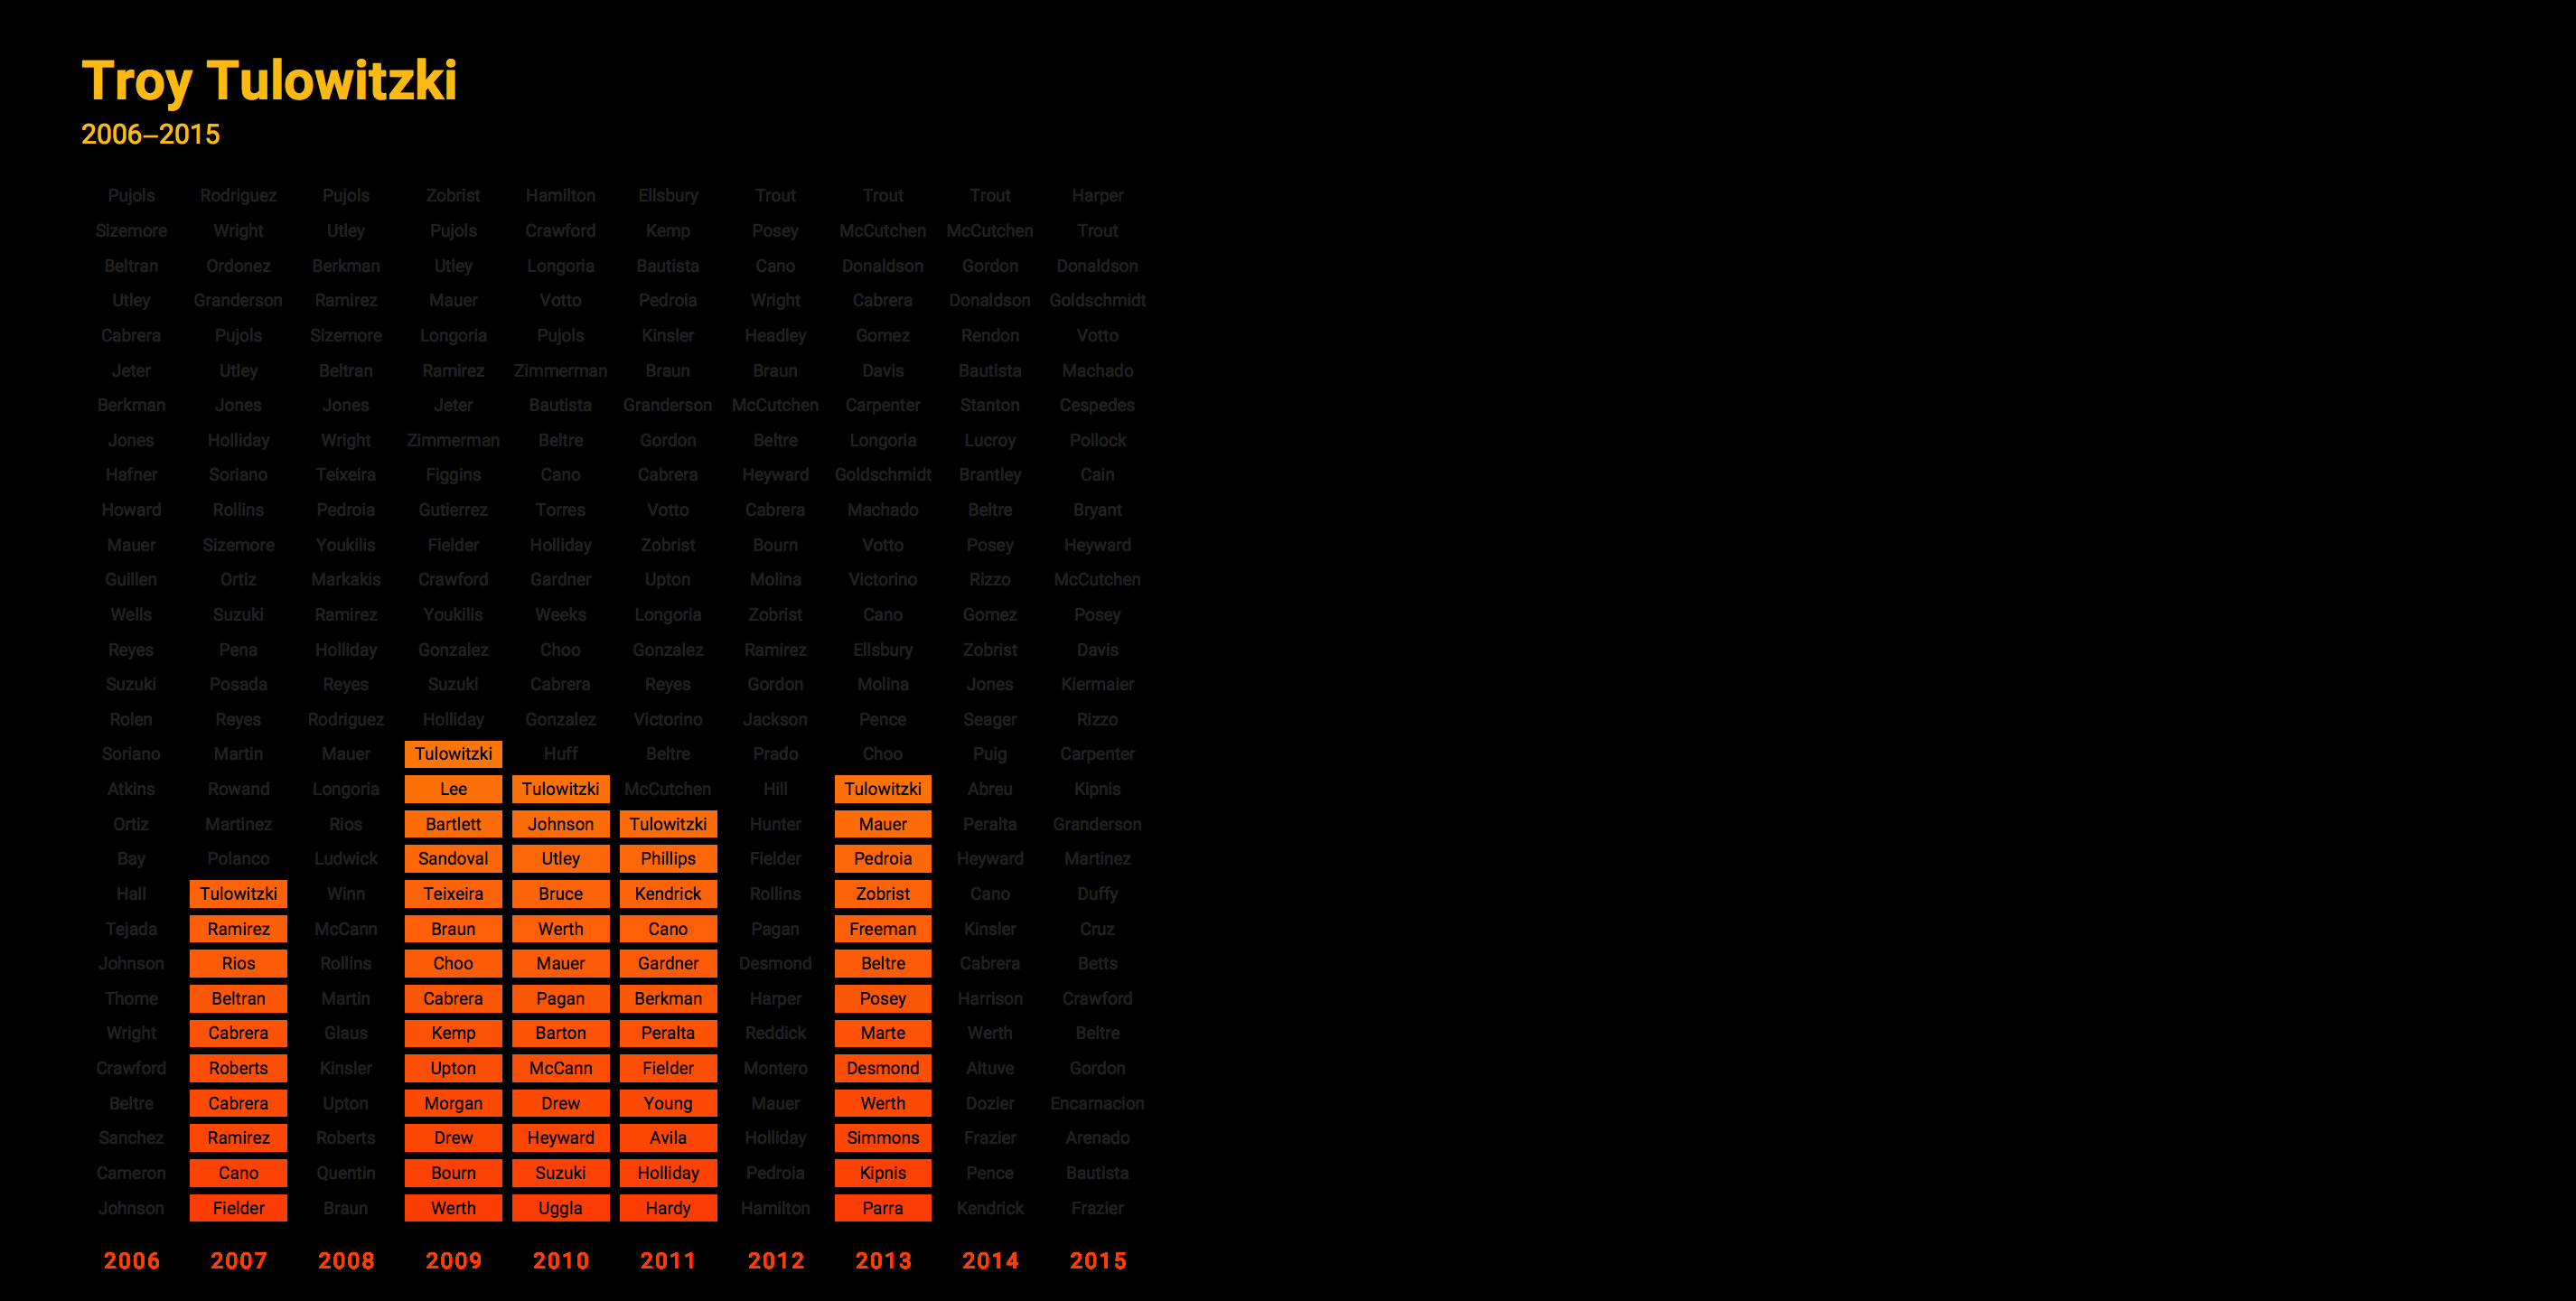 Troy Tulowitzki
2006–2015
Pujols Rodriguez Pujols Zobrist Hamilton Ellsbury Trout Trout Trout Harper
Sizemore Wright Utley Pujols Crawford Kemp Posey McCutchen McCutchen Trout
Beltran Ordonez Berkman Utley Longoria Bautista Cano Donaldson Gordon Donaldson
Utley Granderson Ramirez Mauer Votto Pedroia Wright Cabrera Donaldson Goldschmidt
Cabrera Pujols Sizemore Longoria Pujols Kinsler Headley Gomez Rendon Votto
Jeter Utley Beltran Ramirez Zimmerman Braun Braun Davis Bautista Machado
Berkman Jones Jones Jeter Bautista Granderson McCutchen Carpenter Stanton Cespedes
Jones Holliday Wright Zimmerman Beltre Gordon Beltre Longoria Lucroy Pollock
Hafner Soriano Teixeira Figgins Cano Cabrera Heyward Goldschmidt Brantley Cain
Howard Rollins Pedroia Gutierrez Torres Votto Cabrera Machado Beltre Bryant
Mauer Sizemore Youkilis Fielder Holliday Zobrist Bourn Votto Posey Heyward
Guillen Ortiz Markakis Crawford Gardner Upton Molina Victorino Rizzo McCutchen
Wells Suzuki Ramirez Youkilis Weeks Longoria Zobrist Cano Gomez Posey
Reyes Pena Holliday Gonzalez Choo Gonzalez Ramirez Ellsbury Zobrist Davis
Suzuki Posada Reyes Suzuki Cabrera Reyes Gordon Molina Jones Kiermaier
Rolen Reyes Rodriguez Holliday Gonzalez Victorino Jackson Pence Seager Rizzo
Soriano Martin Mauer Tulowitzki Huff Beltre Prado Choo Puig Carpenter
Atkins Rowand Longoria Lee Tulowitzki McCutchen Hill Tulowitzki Abreu Kipnis
Ortiz Martinez Rios Bartlett Johnson Tulowitzki Hunter Mauer Peralta Granderson
Bay Polanco Ludwick Sandoval Utley Phillips Fielder Pedroia Heyward Martinez
Hall Tulowitzki Winn Teixeira Bruce Kendrick Rollins Zobrist Cano Duffy
Tejada Ramirez McCann Braun Werth Cano Pagan Freeman Kinsler Cruz
Johnson Rios Rollins Choo Mauer Gardner Desmond Beltre Cabrera Betts
Thome Beltran Martin Cabrera Pagan Berkman Harper Posey Harrison Crawford
Wright Cabrera Glaus Kemp Barton Peralta Reddick Marte Werth Beltre
Crawford Roberts Kinsler Upton McCann Fielder Montero Desmond Altuve Gordon
Beltre Cabrera Upton Morgan Drew Young Mauer Werth Dozier Encarnacion
Sanchez Ramirez Roberts Drew Heyward Avila Holliday Simmons Frazier Arenado
Cameron Cano Quentin Bourn Suzuki Holliday Pedroia Kipnis Pence Bautista
Johnson Fielder Braun Werth Uggla Hardy Hamilton Parra Kendrick Frazier
2006 2007 2008 2009 2010 2011 2012 2013 2014 2015